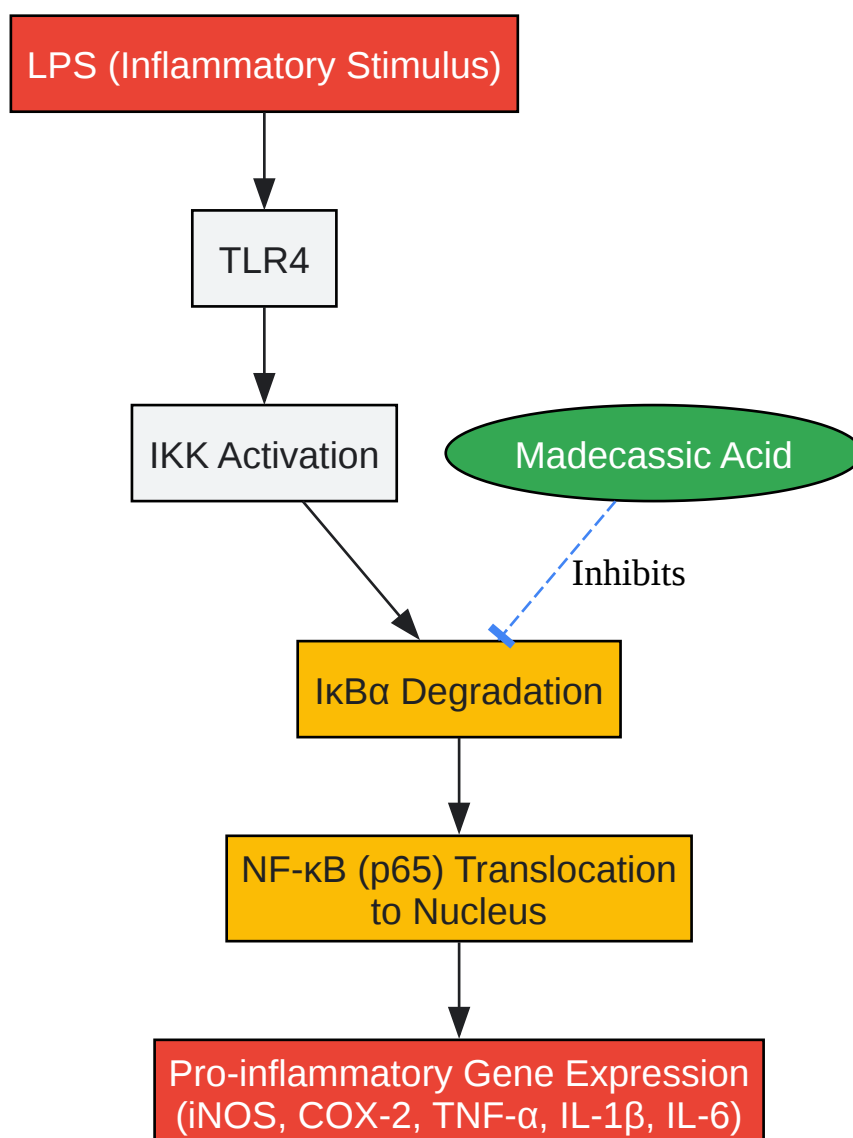 LPS (Inflammatory Stimulus)
TLR4
IKK Activation
Madecassic Acid
Inhibits
IκBα Degradation
NF-κB (p65) Translocation
to Nucleus
Pro-inflammatory Gene Expression
(iNOS, COX-2, TNF-α, IL-1β, IL-6)